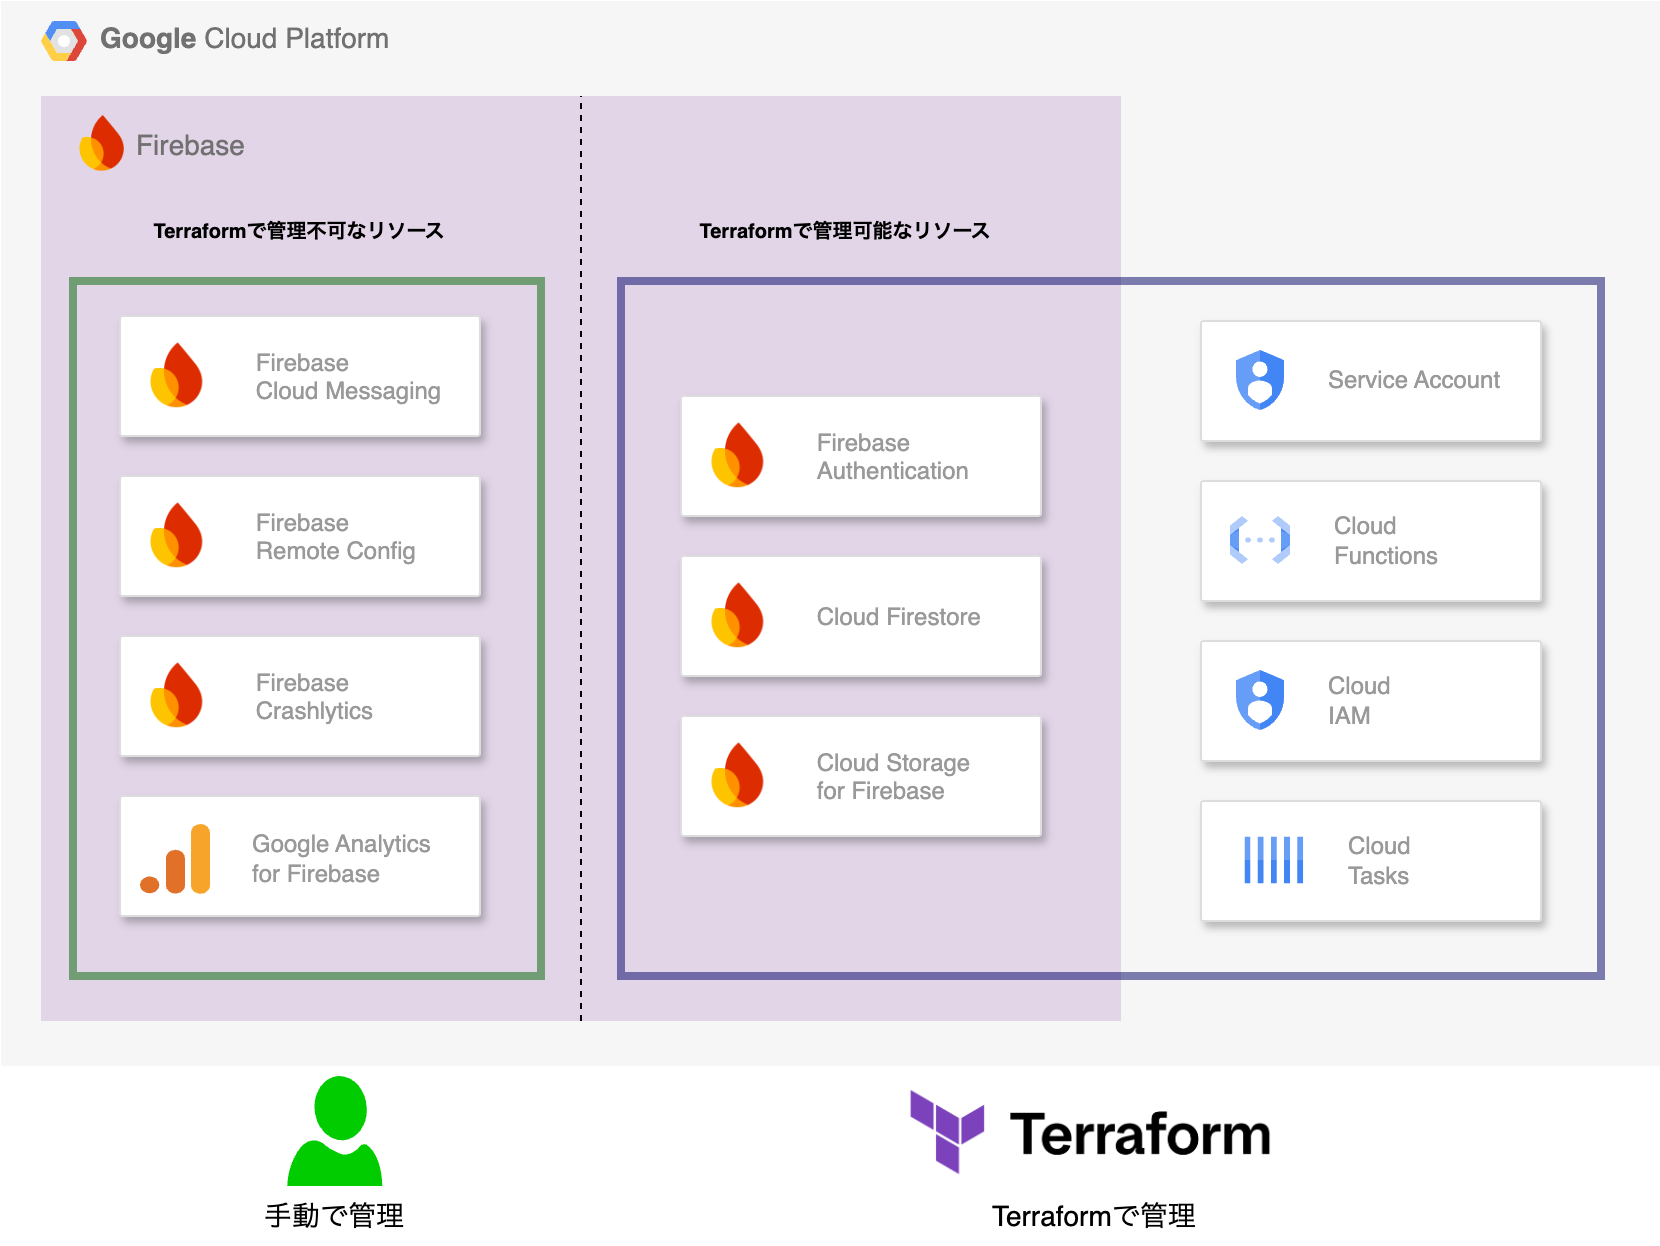 Google Cloud Platform
Firebase
Terraformで管理不可なリソース
Terraformで管理可能なリソース
Firebase
Cloud Messaging
Firebase
Remote Config
Firebase
Crashlytics
Google Analytics
for Firebase
Firebase
Authentication
Cloud Firestore
Cloud Storage
for Firebase
Service Account
Cloud
Functions
Cloud
IAM
Cloud
Tasks
手動で管理
Terraform
Terraformで管理